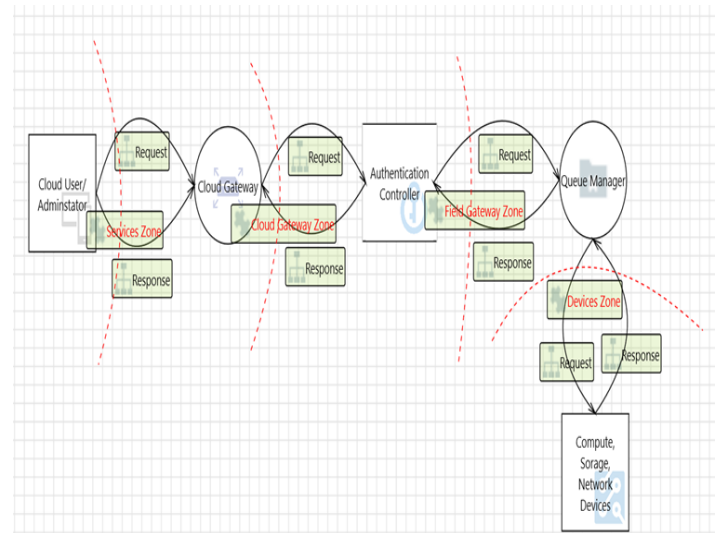 Cloud User/
Adminstator
Request
Services Zone
Response
Cloud Gateway
Request
Cloud Gateway Zone
Response
Authentication
Controller
Request
Field Gateway Zone
Response
Queue Manager
Devices Zone
Request
Response
Compute,
Sorage,
Network
Devices